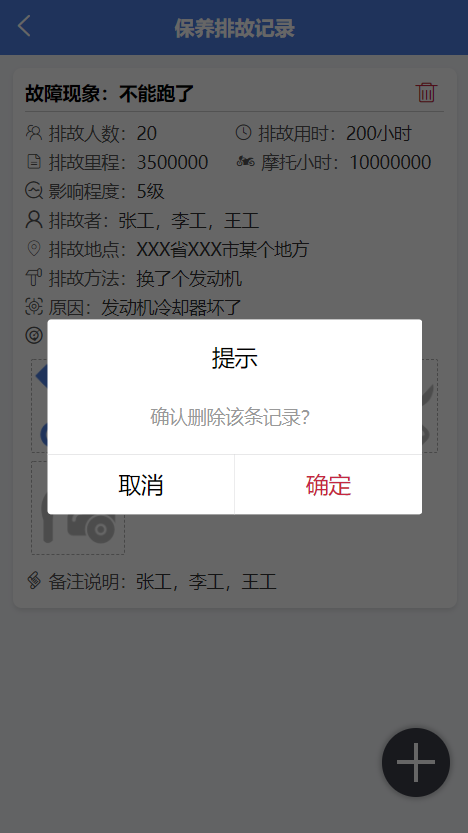 保养排故记录
故障现象：不能跑了
排故人数：20 排故用时：200小时
排故里程：3500000 摩托小时：10000000
影响程度：5级
排故者：张工，李工，王工
排故地点：XXX省XXX市某个地方
排故方法：换了个发动机
原因：发动机冷却器坏了
提示
确认删除该条记录？
取消 确定
备注说明：张工，李工，王工